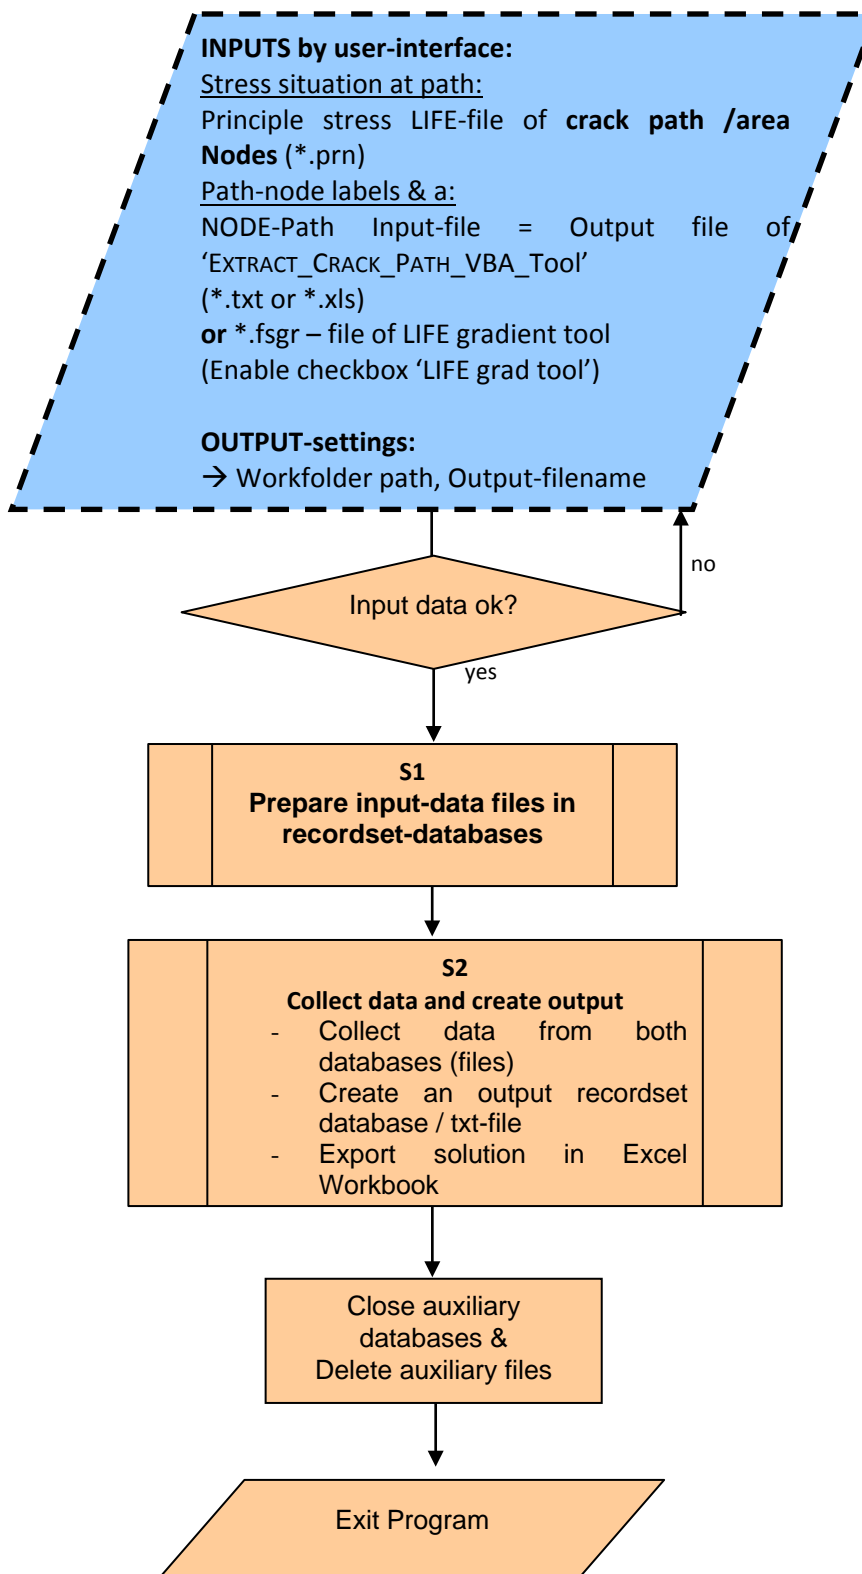 INPUTS by user-interface:
Stress situation at path:
Principle stress LIFE-file of crack path /area
Nodes (*.prn)
Path-node labels & a:
NODE-Path Input-file = Output file of
‘EXTRACT_CRACK_PATH_VBA_Tool’
(*.txt or *.xls)
or *.fsgr – file of LIFE gradient tool
(Enable checkbox ‘LIFE grad tool’)
OUTPUT-settings:
→ Workfolder path, Output-filename
no
Input data ok?
yes
S1
Prepare input-data files in
recordset-databases
S2
Collect data and create output
- Collect data from both
databases (files)
- Create an output recordset
database / txt-file
- Export solution in Excel
Workbook
Close auxiliary
databases &
Delete auxiliary files
Exit Program